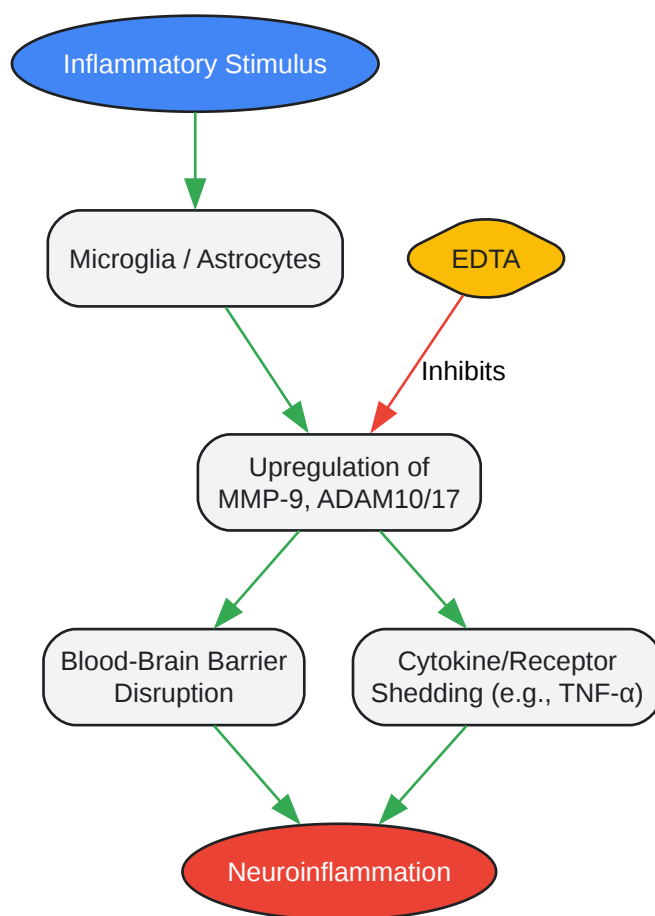 Inflammatory Stimulus
Microglia / Astrocytes
EDTA
Inhibits
Upregulation of
MMP-9, ADAM10/17
Blood-Brain Barrier
Disruption
Cytokine/Receptor
Shedding (e.g., TNF-α)
Neuroinflammation